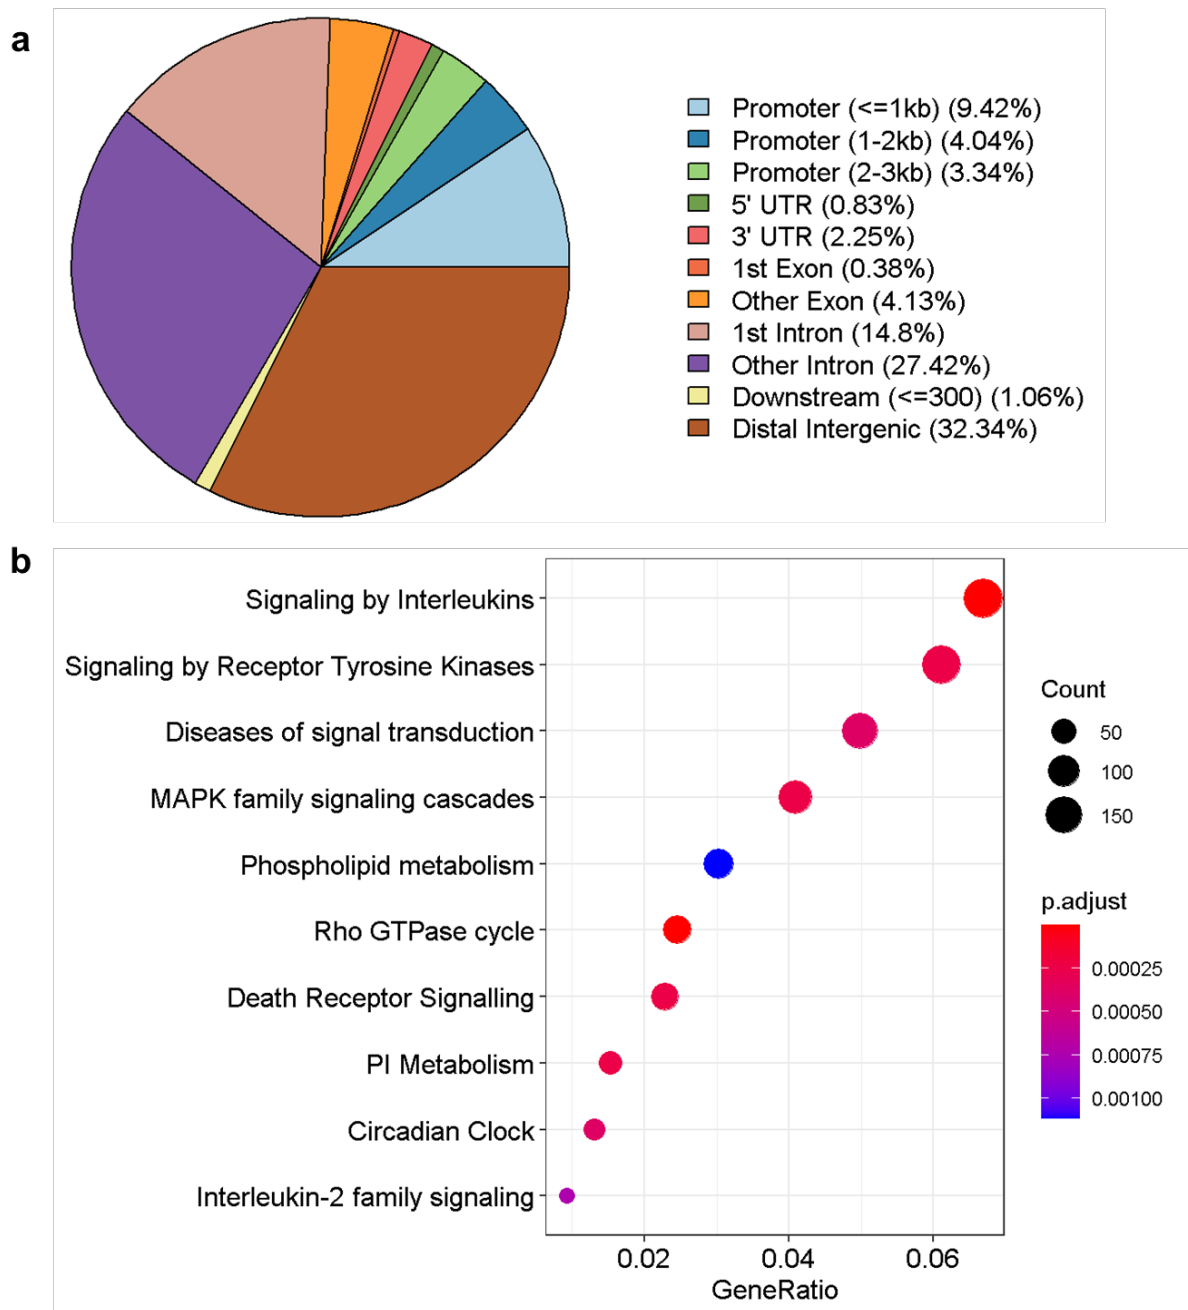 a
Promoter (<=1kb) (9.42%)
Promoter (1-2kb) (4.04%)
Promoter (2-3kb) (3.34%)
5' UTR (0.83%)
3' UTR (2.25%)
1st Exon (0.38%)
Other Exon (4.13%)
1st Intron (14.8%)
Other Intron (27.42%)
Downstream (<=300) (1.06%)
Distal Intergenic (32.34%)
b
Signaling by Interleukins
Signaling by Receptor Tyrosine Kinases
Diseases of signal transduction
MAPK family signaling cascades
Phospholipid metabolism
Rho GTPase cycle
Death Receptor Signalling
PI Metabolism
Circadian Clock
Interleukin-2 family signaling
0.02 0.04 0.06
GeneRatio
Count
50
100
150
p.adjust
0.00025
0.00050
0.00075
0.00100